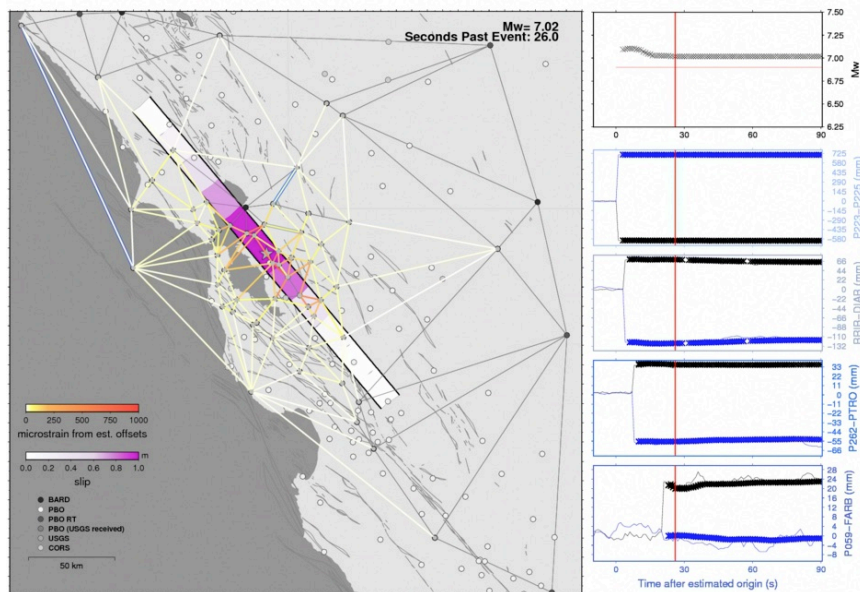 Mw= 7.02
Seconds Past Event: 26.0
0 250 500 750 1000
microstrain from est. offsets
0.0 0.2 0.4 0.6 0.8 1.0 m
slip
BARD
PBO
PBO RT
PBO (USGS received)
USGS
CORS
50 km
7.50
7.25
7.00
6.75
6.50
6.25
Mw
0 30 60 90
725
580
435
290
145
0
-145
-290
-435
-580
P225 (mm)
66
44
22
0
-22
-44
-66
-88
-110
-132
DIAB (mm)
33
22
11
0
-11
-22
-33
-44
-55
-66
P262-PTRO (mm)
28
24
20
16
12
8
4
0
-4
-8
P059-FARB (mm)
0 30 60 90
Time after estimated origin (s)